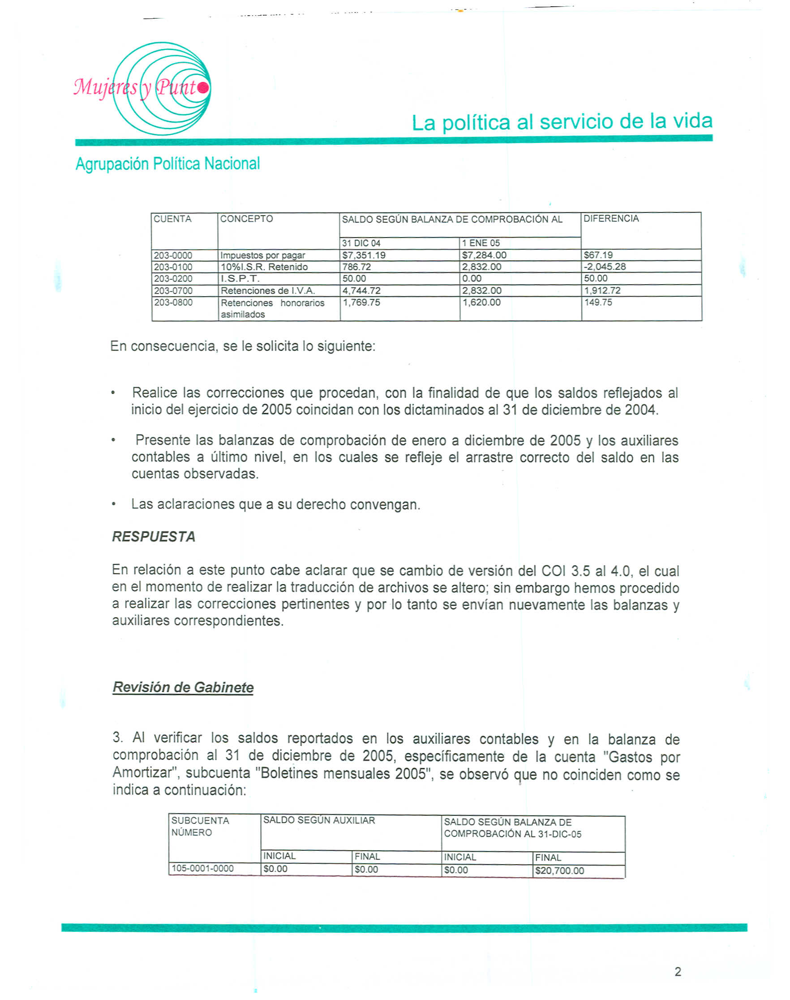 Mujeres y Punto
La política al servicio de la vida
Agrupación Política Nacional
CUENTA CONCEPTO SALDO SEGÚN BALANZA DE COMPROBACIÓN AL DIFERENCIA
31 DIC 04 1 ENE 05
203-0000 Impuestos por pagar $7,351.19 $7,284.00 $67.19
203-0100 10%I.S.R. Retenido 786.72 2,832.00 -2,045.28
203-0200 I.S.P.T. 50.00 0.00 50.00
203-0700 Retenciones de I.V.A. 4,744.72 2,832.00 1,912.72
203-0800 Retenciones honorarios 1,769.75 1,620.00 149.75
asimilados
En consecuencia, se le solicita lo siguiente:
• Realice las correcciones que procedan, con la finalidad de que los saldos reflejados al
inicio del ejercicio de 2005 coincidan con los dictaminados al 31 de diciembre de 2004.
• Presente las balanzas de comprobación de enero a diciembre de 2005 y los auxiliares
contables a último nivel, en los cuales se refleje el arrastre correcto del saldo en las
cuentas observadas.
• Las aclaraciones que a su derecho convengan.
RESPUESTA
En relación a este punto cabe aclarar que se cambio de versión del COI 3.5 al 4.0, el cual
en el momento de realizar la traducción de archivos se altero; sin embargo hemos procedido
a realizar las correcciones pertinentes y por lo tanto se envían nuevamente las balanzas y
auxiliares correspondientes.
Revisión de Gabinete
3. Al verificar los saldos reportados en los auxiliares contables y en la balanza de
comprobación al 31 de diciembre de 2005, específicamente de la cuenta "Gastos por
Amortizar", subcuenta "Boletines mensuales 2005", se observó que no coinciden como se
indica a continuación:
SUBCUENTA SALDO SEGÚN AUXILIAR SALDO SEGÚN BALANZA DE
NÚMERO COMPROBACIÓN AL 31-DIC-05
INICIAL FINAL INICIAL FINAL
105-0001-0000 $0.00 $0.00 $0.00 $20,700.00
2